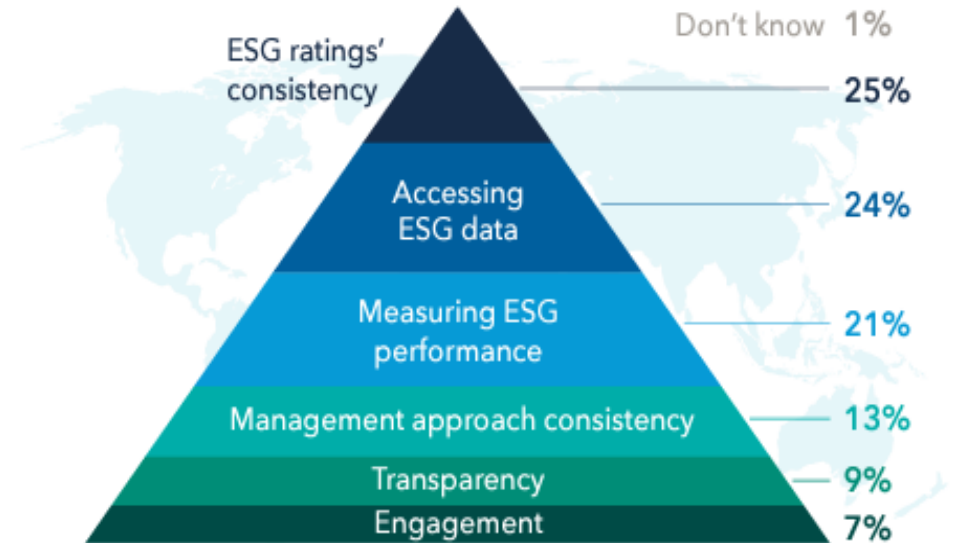 Don’t know 1%
ESG ratings’
consistency
25%
Accessing
ESG data
24%
Measuring ESG
performance
21%
Management approach consistency
13%
Transparency
9%
Engagement
7%